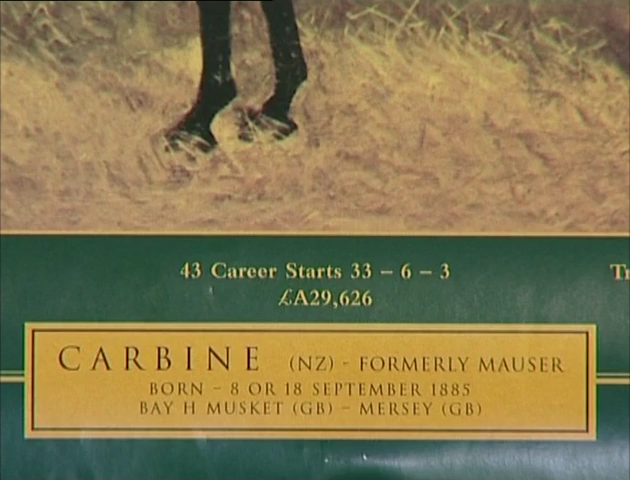 43 Career Starts 33 – 6 – 3
£A29,626
Tr
CARBINE (NZ) - FORMERLY MAUSER
BORN – 8 OR 18 SEPTEMBER 1885
BAY H MUSKET (GB) – MERSEY (GB)